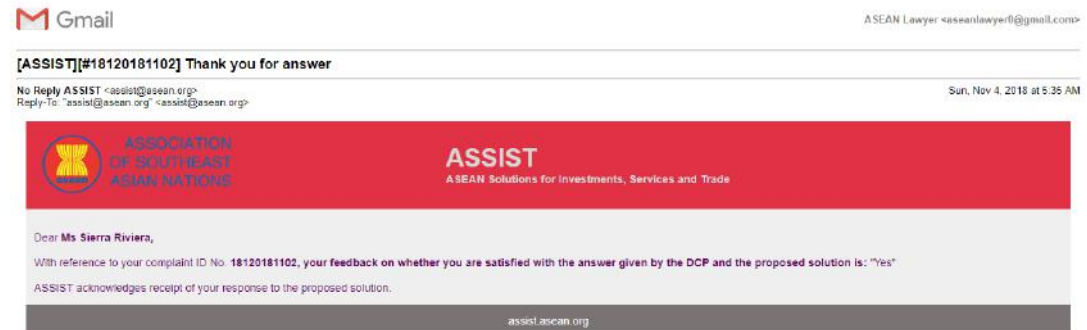 Gmail
ASEAN Lawyer <aseanlawyer0@gmail.com>
[ASSIST][#18120181102] Thank you for answer
No Reply ASSIST <assist@asean.org>
Sun, Nov 4, 2018 at 5:35 AM
Reply-To: "assist@asean.org" <assist@asean.org>
ASSOCIATION
OF SOUTHEAST
ASIAN NATIONS
asean
ASSIST
ASEAN Solutions for Investments, Services and Trade
Dear Ms Sierra Riviera,
With reference to your complaint ID No. 18120181102, your feedback on whether you are satisfied with the answer given by the DCP and the proposed solution is: "Yes"
ASSIST acknowledges receipt of your response to the proposed solution.
assist.asean.org